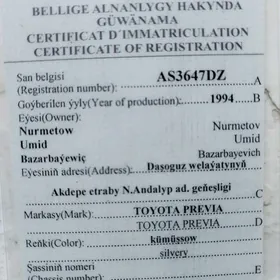 BELLIGE ALNANLYGY HAKYNDA
GÜWÄNAMA
CERTIFICAT D'IMMATRICULATION
CERTIFICATE OF REGISTRATION
San belgisi
(Registration number): AS3647DZ A
Goýberilen ýyly(Year of production): 1994 B
Eýesi(Owner):
Nurmetow Nurmetov
Umid Umid
Bazarbaýewiç Bazarbayevich
Eýesiniň adresi(Address): Daşoguz welaýatynyň
Akdepe etraby N.Andalyp ad. geňeşligi C
Markasy(Mark): TOYOTA PREVIA
TOYOTA PREVIA D
Reňki(Color): kümüşsow
silvery
Şassiniň nomeri
(Chassis number) E